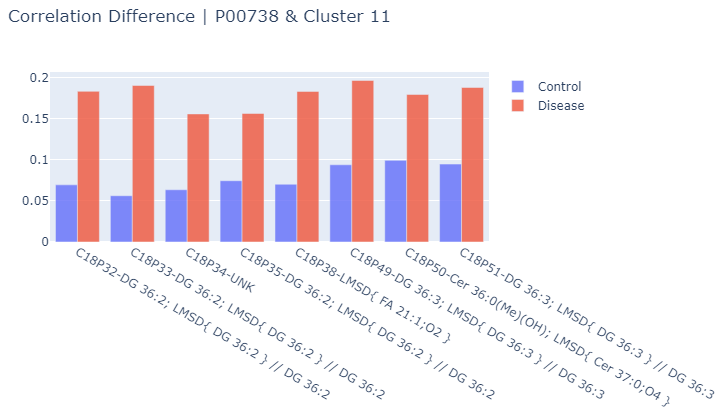 Correlation Difference | P00738 & Cluster 11
Control
Disease
0.2
0.15
0.1
0.05
0
C18P32-DG 36:2; LMSD{ DG 36:2 } // DG 36:2
C18P33-DG 36:2; LMSD{ DG 36:2 } // DG 36:2
C18P34-UNK
C18P35-DG 36:2; LMSD{ DG 36:2 } // DG 36:2
C18P38-LMSD{ FA 21:1;O2 }
C18P49-DG 36:3; LMSD{ DG 36:3 } // DG 36:3
C18P50-Cer 36:0(Me)(OH); LMSD{ Cer 37:0;O4 }
C18P51-DG 36:3; LMSD{ DG 36:3 } // DG 36:3